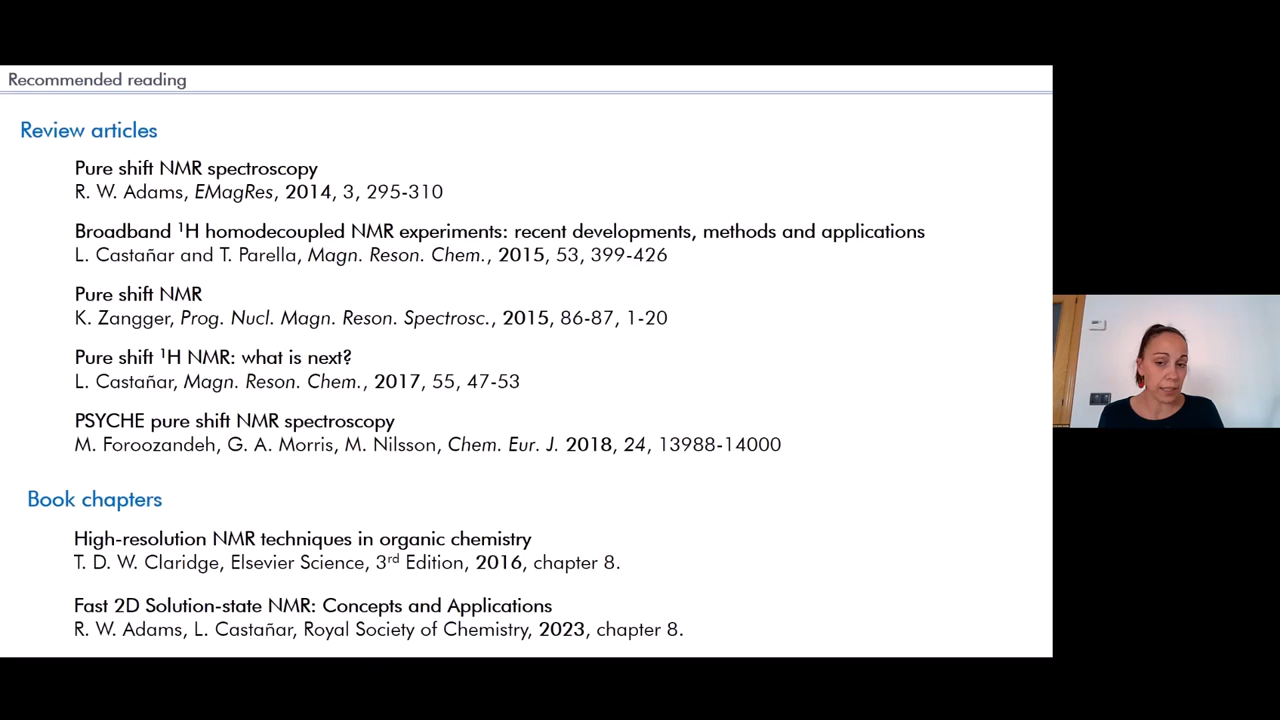 Recommended reading
Review articles
Pure shift NMR spectroscopy
R. W. Adams, EMagRes, 2014, 3, 295-310
Broadband ¹H homodecoupled NMR experiments: recent developments, methods and applications
L. Castañar and T. Parella, Magn. Reson. Chem., 2015, 53, 399-426
Pure shift NMR
K. Zangger, Prog. Nucl. Magn. Reson. Spectrosc., 2015, 86-87, 1-20
Pure shift ¹H NMR: what is next?
L. Castañar, Magn. Reson. Chem., 2017, 55, 47-53
PSYCHE pure shift NMR spectroscopy
M. Foroozandeh, G. A. Morris, M. Nilsson, Chem. Eur. J. 2018, 24, 13988-14000
Book chapters
High-resolution NMR techniques in organic chemistry
T. D. W. Claridge, Elsevier Science, 3rd Edition, 2016, chapter 8.
Fast 2D Solution-state NMR: Concepts and Applications
R. W. Adams, L. Castañar, Royal Society of Chemistry, 2023, chapter 8.